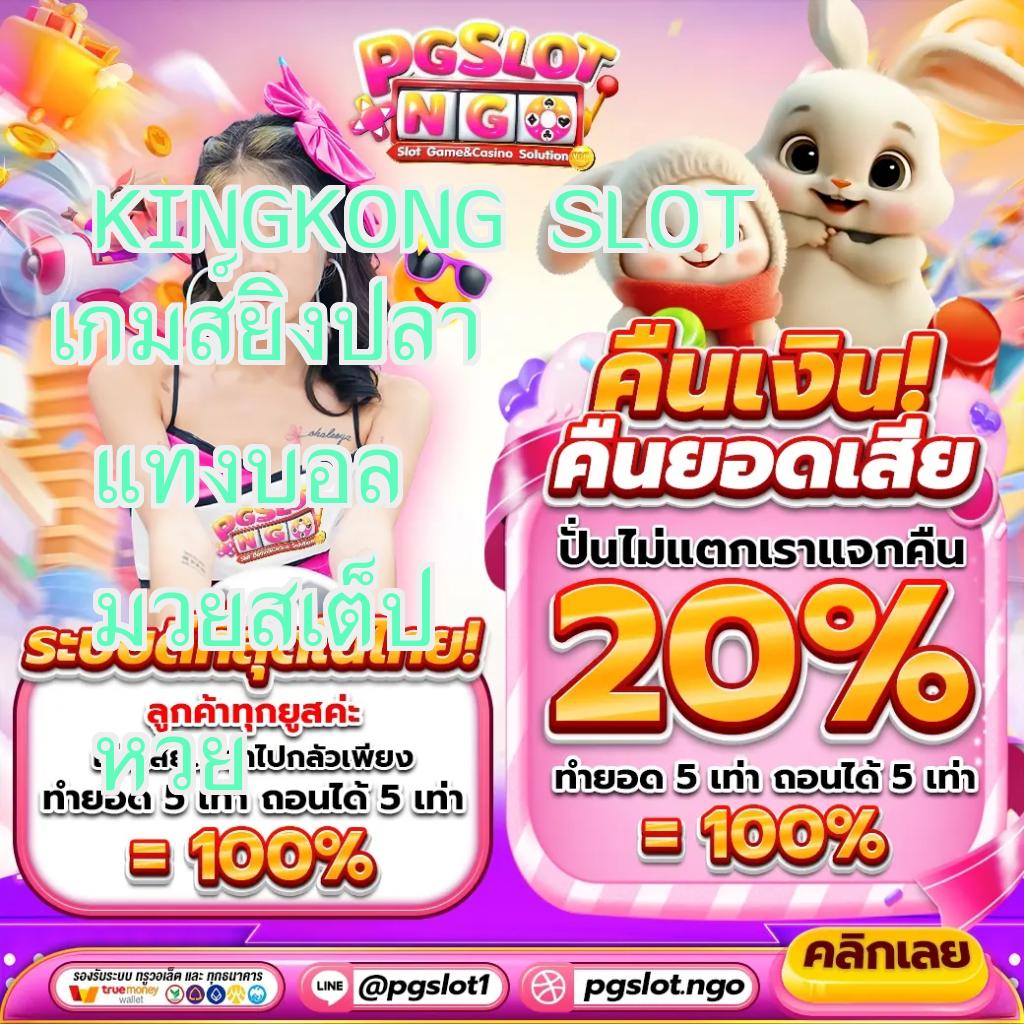 PGSLOT
NGO
Slot Game&Casino Solution
KINGKONG SLOT
เกมส์ยิงปลา
แทงบอล
มวยสเต็ป
หวย
PGSLOT
NGO
คืนเงิน!
คืนยอดเสีย
ปั่นไม่แตกเราแจกคืน
20%
ทำยอด 5 เท่า ถอนได้ 5 เท่า
= 100%
ลูกค้าทุกยูสค่ะ
ไปกลัวเพียง
ทำยอด 5 เท่า ถอนได้ 5 เท่า
= 100%
คลิกเลย
รองรับระบบ ทรูวอเล็ต และ ทุกธนาคาร
truemoney
wallet
LINE @pgslot1
pgslot.ngo